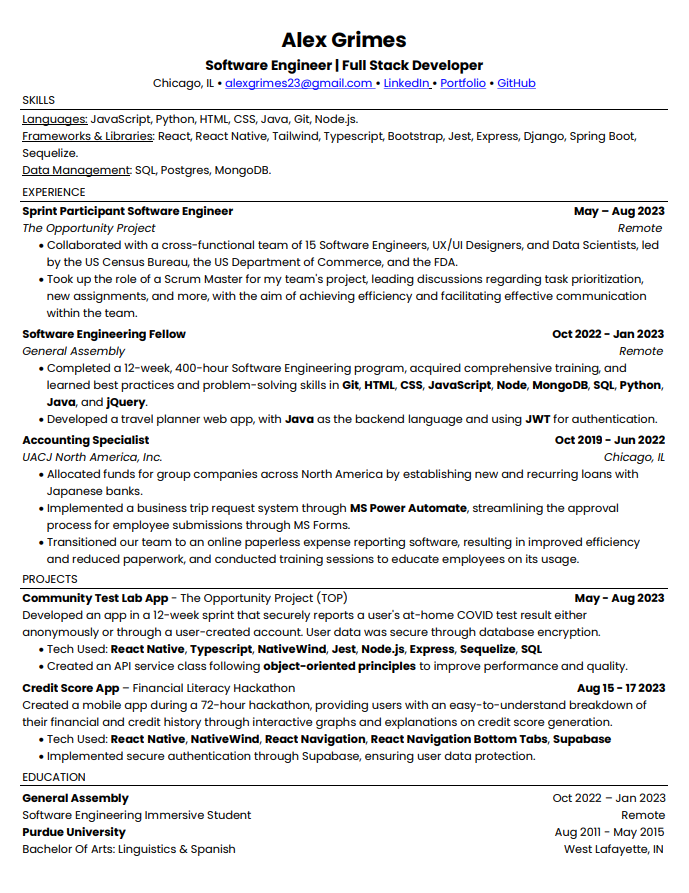 Alex Grimes
Software Engineer | Full Stack Developer
Chicago, IL • alexgrimes23@gmail.com • LinkedIn • Portfolio • GitHub
SKILLS
Languages: JavaScript, Python, HTML, CSS, Java, Git, Node.js.
Frameworks & Libraries: React, React Native, Tailwind, Typescript, Bootstrap, Jest, Express, Django, Spring Boot,
Sequelize.
Data Management: SQL, Postgres, MongoDB.
EXPERIENCE
Sprint Participant Software Engineer May – Aug 2023
The Opportunity Project Remote
• Collaborated with a cross-functional team of 15 Software Engineers, UX/UI Designers, and Data Scientists, led
by the US Census Bureau, the US Department of Commerce, and the FDA.
• Took up the role of a Scrum Master for my team's project, leading discussions regarding task prioritization,
new assignments, and more, with the aim of achieving efficiency and facilitating effective communication
within the team.
Software Engineering Fellow Oct 2022 - Jan 2023
General Assembly Remote
• Completed a 12-week, 400-hour Software Engineering program, acquired comprehensive training, and
learned best practices and problem-solving skills in Git, HTML, CSS, JavaScript, Node, MongoDB, SQL, Python,
Java, and jQuery.
• Developed a travel planner web app, with Java as the backend language and using JWT for authentication.
Accounting Specialist Oct 2019 - Jun 2022
UACJ North America, Inc. Chicago, IL
• Allocated funds for group companies across North America by establishing new and recurring loans with
Japanese banks.
• Implemented a business trip request system through MS Power Automate, streamlining the approval
process for employee submissions through MS Forms.
• Transitioned our team to an online paperless expense reporting software, resulting in improved efficiency
and reduced paperwork, and conducted training sessions to educate employees on its usage.
PROJECTS
Community Test Lab App - The Opportunity Project (TOP) May - Aug 2023
Developed an app in a 12-week sprint that securely reports a user's at-home COVID test result either
anonymously or through a user-created account. User data was secure through database encryption.
• Tech Used: React Native, Typescript, NativeWind, Jest, Node.js, Express, Sequelize, SQL
• Created an API service class following object-oriented principles to improve performance and quality.
Credit Score App – Financial Literacy Hackathon Aug 15 - 17 2023
Created a mobile app during a 72-hour hackathon, providing users with an easy-to-understand breakdown of
their financial and credit history through interactive graphs and explanations on credit score generation.
• Tech Used: React Native, NativeWind, React Navigation, React Navigation Bottom Tabs, Supabase
• Implemented secure authentication through Supabase, ensuring user data protection.
EDUCATION
General Assembly Oct 2022 – Jan 2023
Software Engineering Immersive Student Remote
Purdue University Aug 2011 - May 2015
Bachelor Of Arts: Linguistics & Spanish West Lafayette, IN